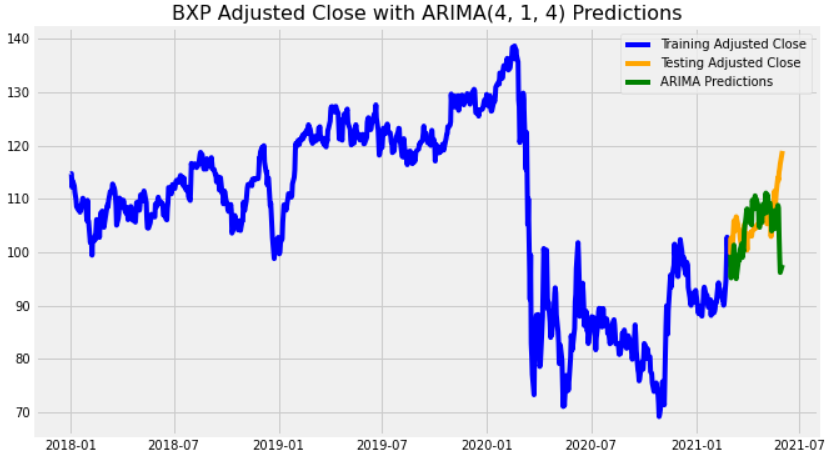 BXP Adjusted Close with ARIMA(4, 1, 4) Predictions
Training Adjusted Close
Testing Adjusted Close
ARIMA Predictions
140
130
120
110
100
90
80
70
2018-01 2018-07 2019-01 2019-07 2020-01 2020-07 2021-01 2021-07